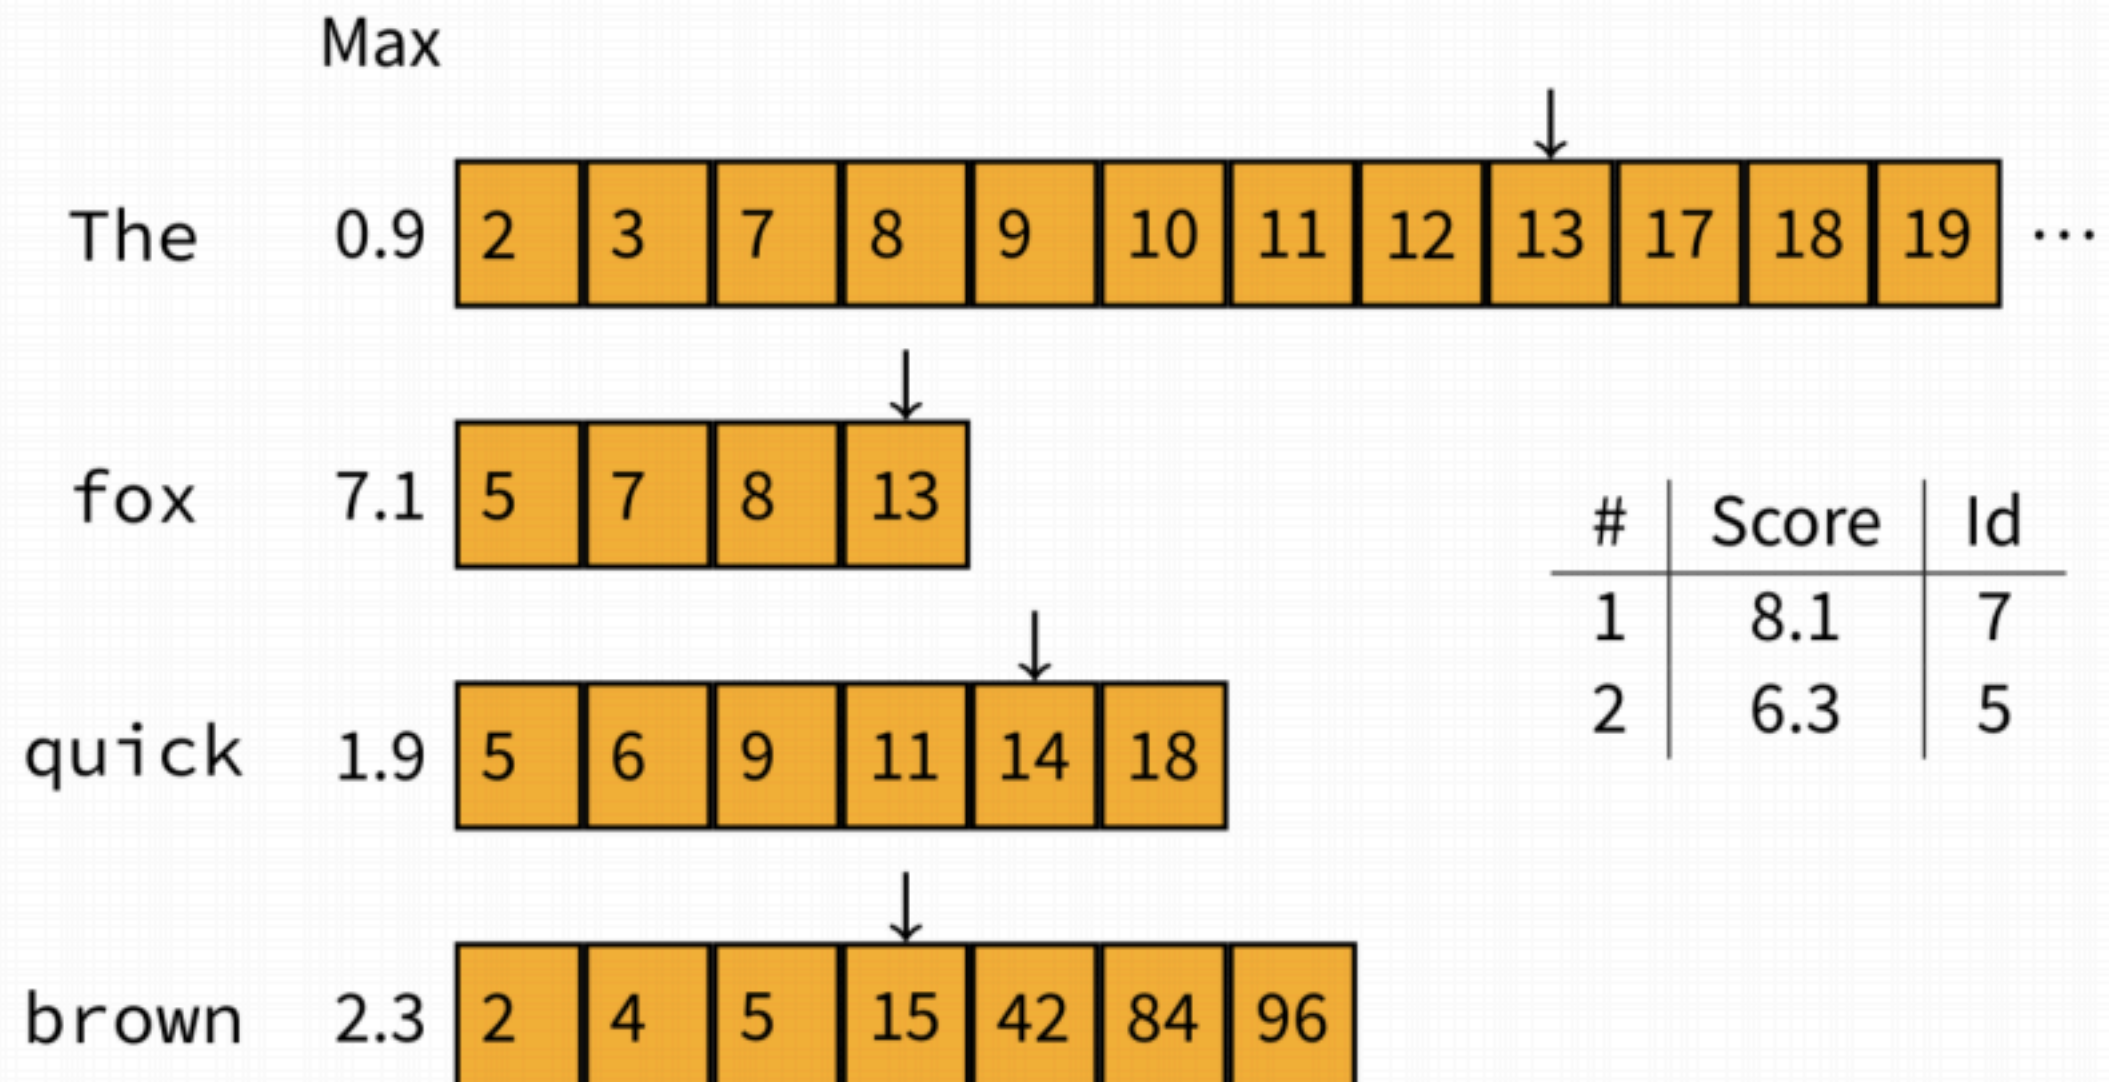 Max
The 0.9 2 3 7 8 9 10 11 12 13 17 18 19 ...
fox 7.1 5 7 8 13
# Score Id
1 8.1 7
2 6.3 5
quick 1.9 5 6 9 11 14 18
brown 2.3 2 4 5 15 42 84 96